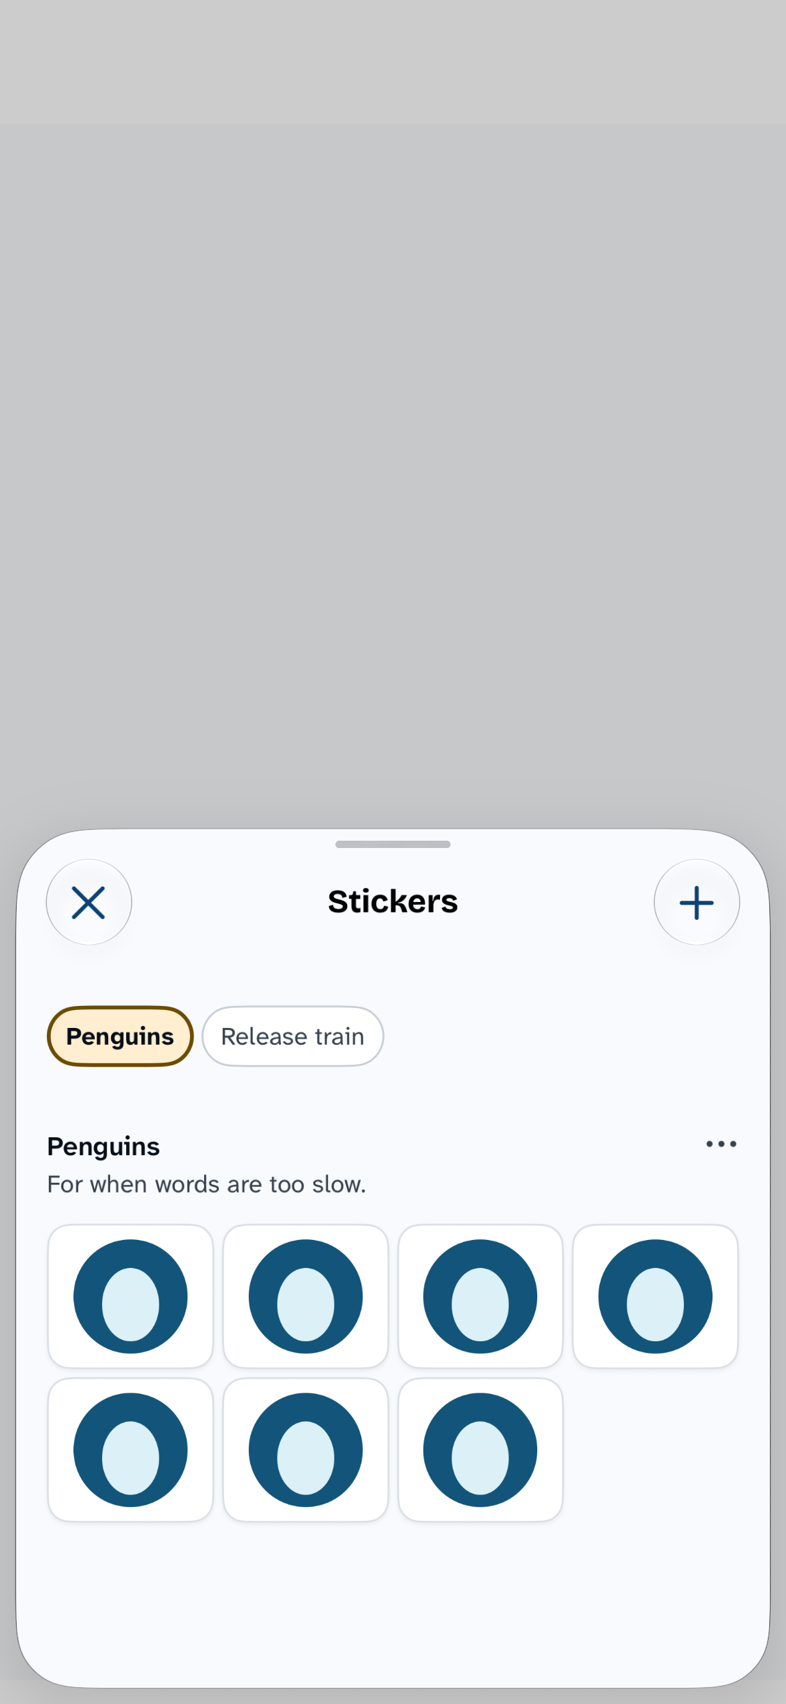 Stickers
Penguins
Release train
Penguins
For when words are too slow.